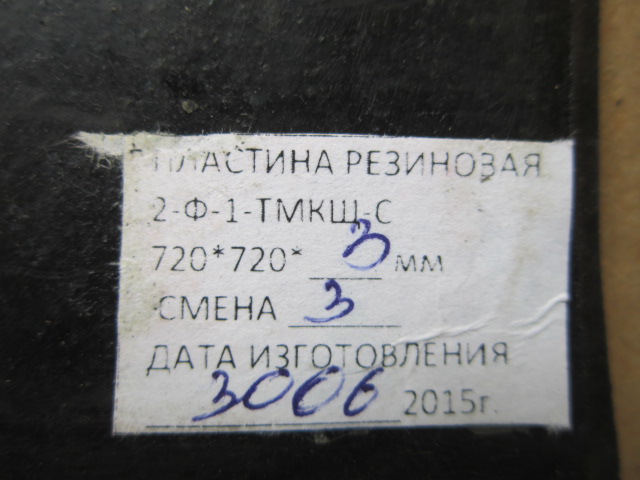 ПЛАСТИНА РЕЗИНОВАЯ
2-Ф-1-ТМКЩ-С
720*720* 3 мм
СМЕНА 3
ДАТА ИЗГОТОВЛЕНИЯ
3006 2015г.